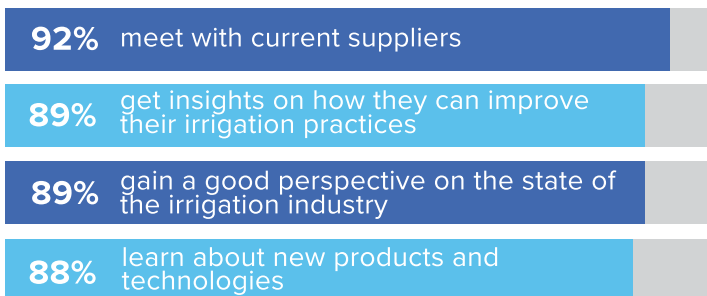 92% meet with current suppliers
89% get insights on how they can improve
their irrigation practices
89% gain a good perspective on the state of
the irrigation industry
88% learn about new products and
technologies